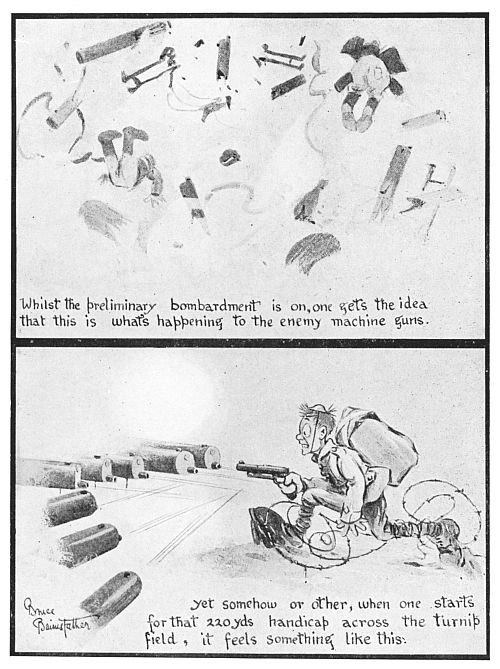 Whilst the preliminary bombardment is on, one gets the idea
that this is what's happening to the enemy machine guns.
Bruce
Bairnsfather
yet somehow or other, when one starts
for that 220 yds handicap across the turnip
field, it feels something like this: